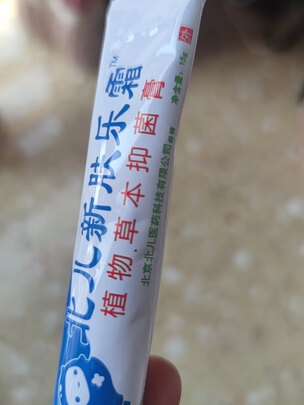 北儿新肤乐霜™
植物·草本抑菌膏
北京北儿医药科技有限公司
净含量:15g
外